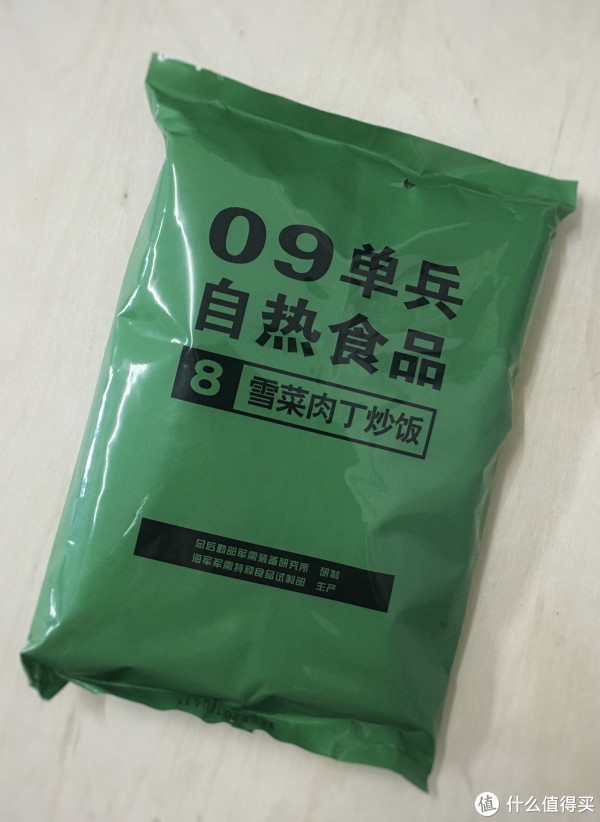 09单兵
自热食品
8 雪菜肉丁炒饭
总后勤部军需装备研究所 研制
海军军需特种食品试制部 生产
值 什么值得买